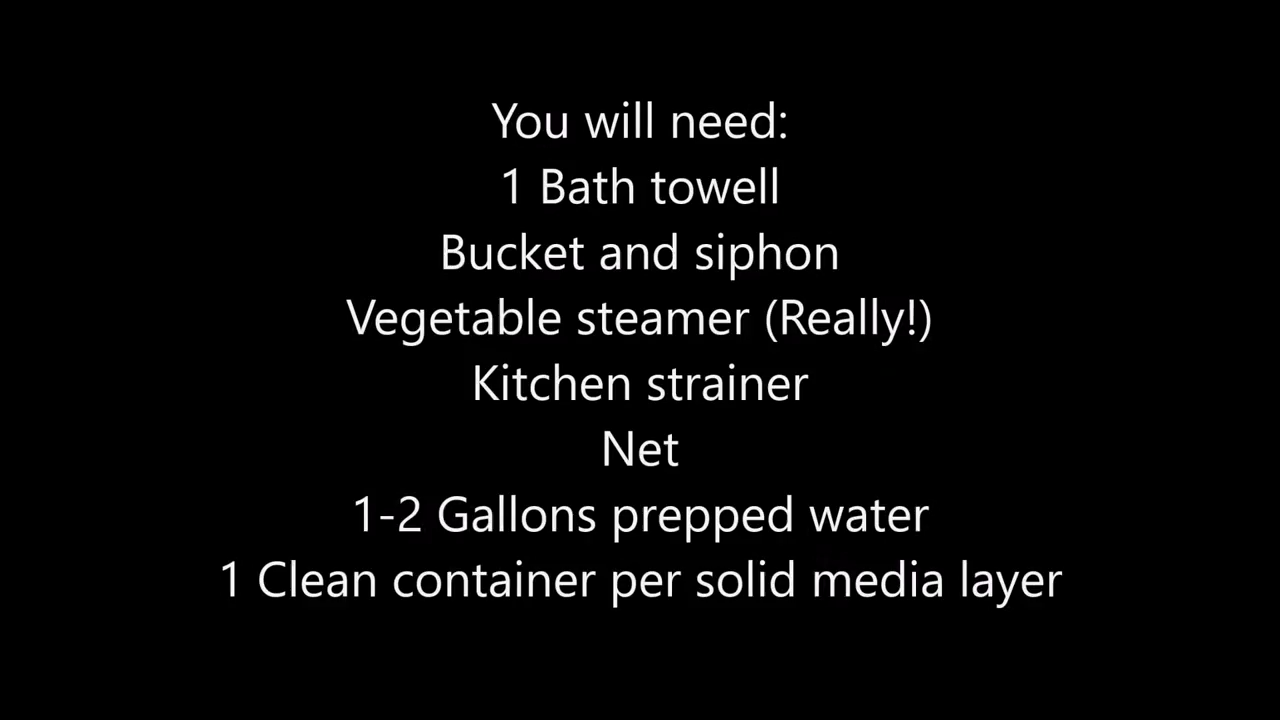 You will need:
1 Bath towell
Bucket and siphon
Vegetable steamer (Really!)
Kitchen strainer
Net
1-2 Gallons prepped water
1 Clean container per solid media layer